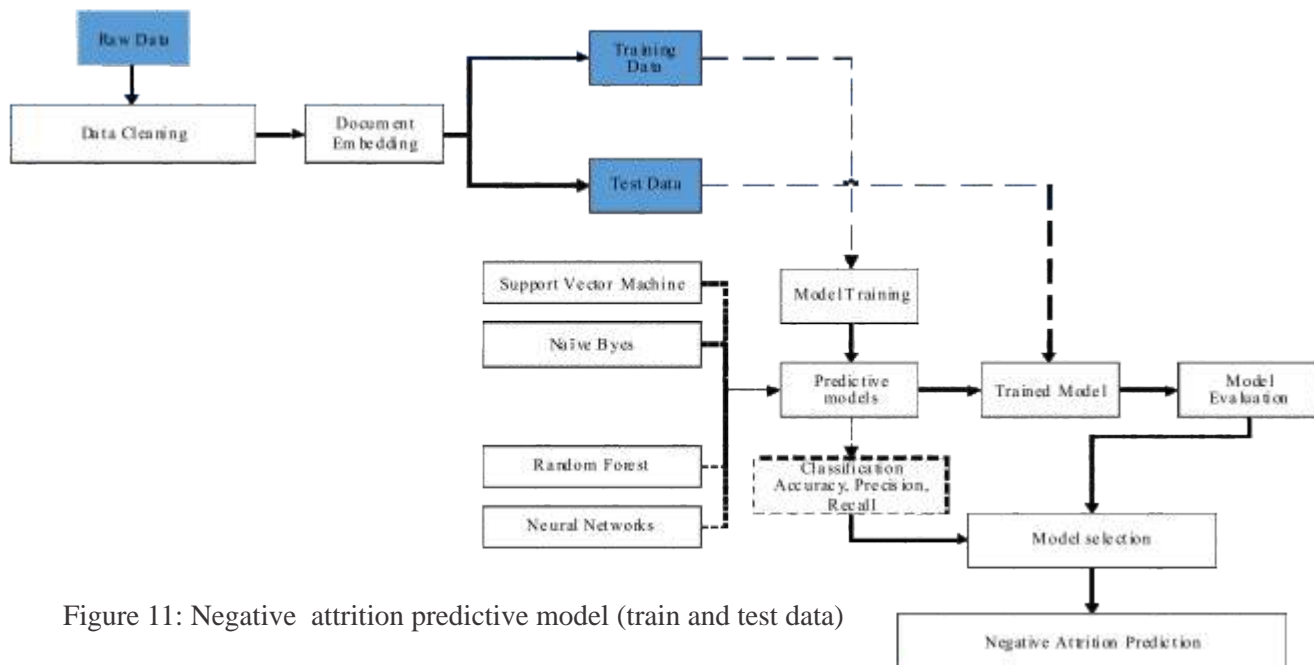 Raw Data
Training
Data
Data Cleaning
Document
Embedding
Test Data
Support Vector Machine
Model Training
Naïve Byes
Predictive
models
Trained Model
Model
Evaluation
Random Forest
Classification
Accuracy, Precision,
Recall
Neural Networks
Model selection
Figure 11: Negative attrition predictive model (train and test data)
Negative Attrition Prediction